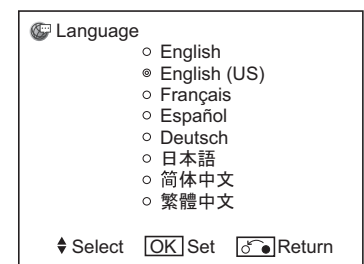 Language
English
English (US)
Français
Español
Deutsch
日本語
简体中文
繁體中文
Select OK Set Return